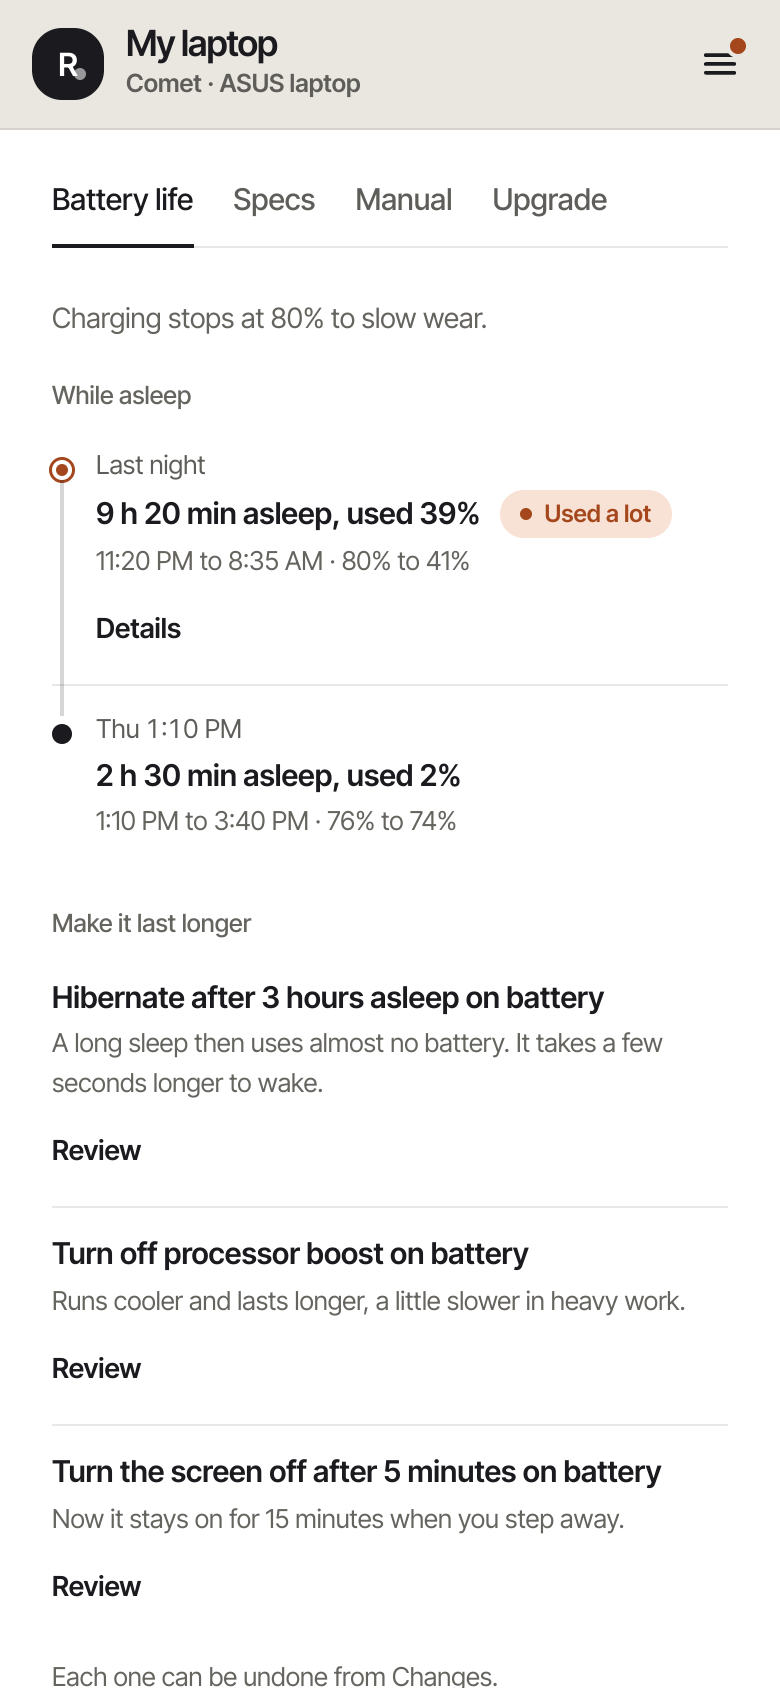 R
My laptop
Comet · ASUS laptop
Battery life Specs Manual Upgrade
Charging stops at 80% to slow wear.
While asleep
Last night
9 h 20 min asleep, used 39% Used a lot
11:20 PM to 8:35 AM · 80% to 41%
Details
Thu 1:10 PM
2 h 30 min asleep, used 2%
1:10 PM to 3:40 PM · 76% to 74%
Make it last longer
Hibernate after 3 hours asleep on battery
A long sleep then uses almost no battery. It takes a few
seconds longer to wake.
Review
Turn off processor boost on battery
Runs cooler and lasts longer, a little slower in heavy work.
Review
Turn the screen off after 5 minutes on battery
Now it stays on for 15 minutes when you step away.
Review
Each one can be undone from Changes.